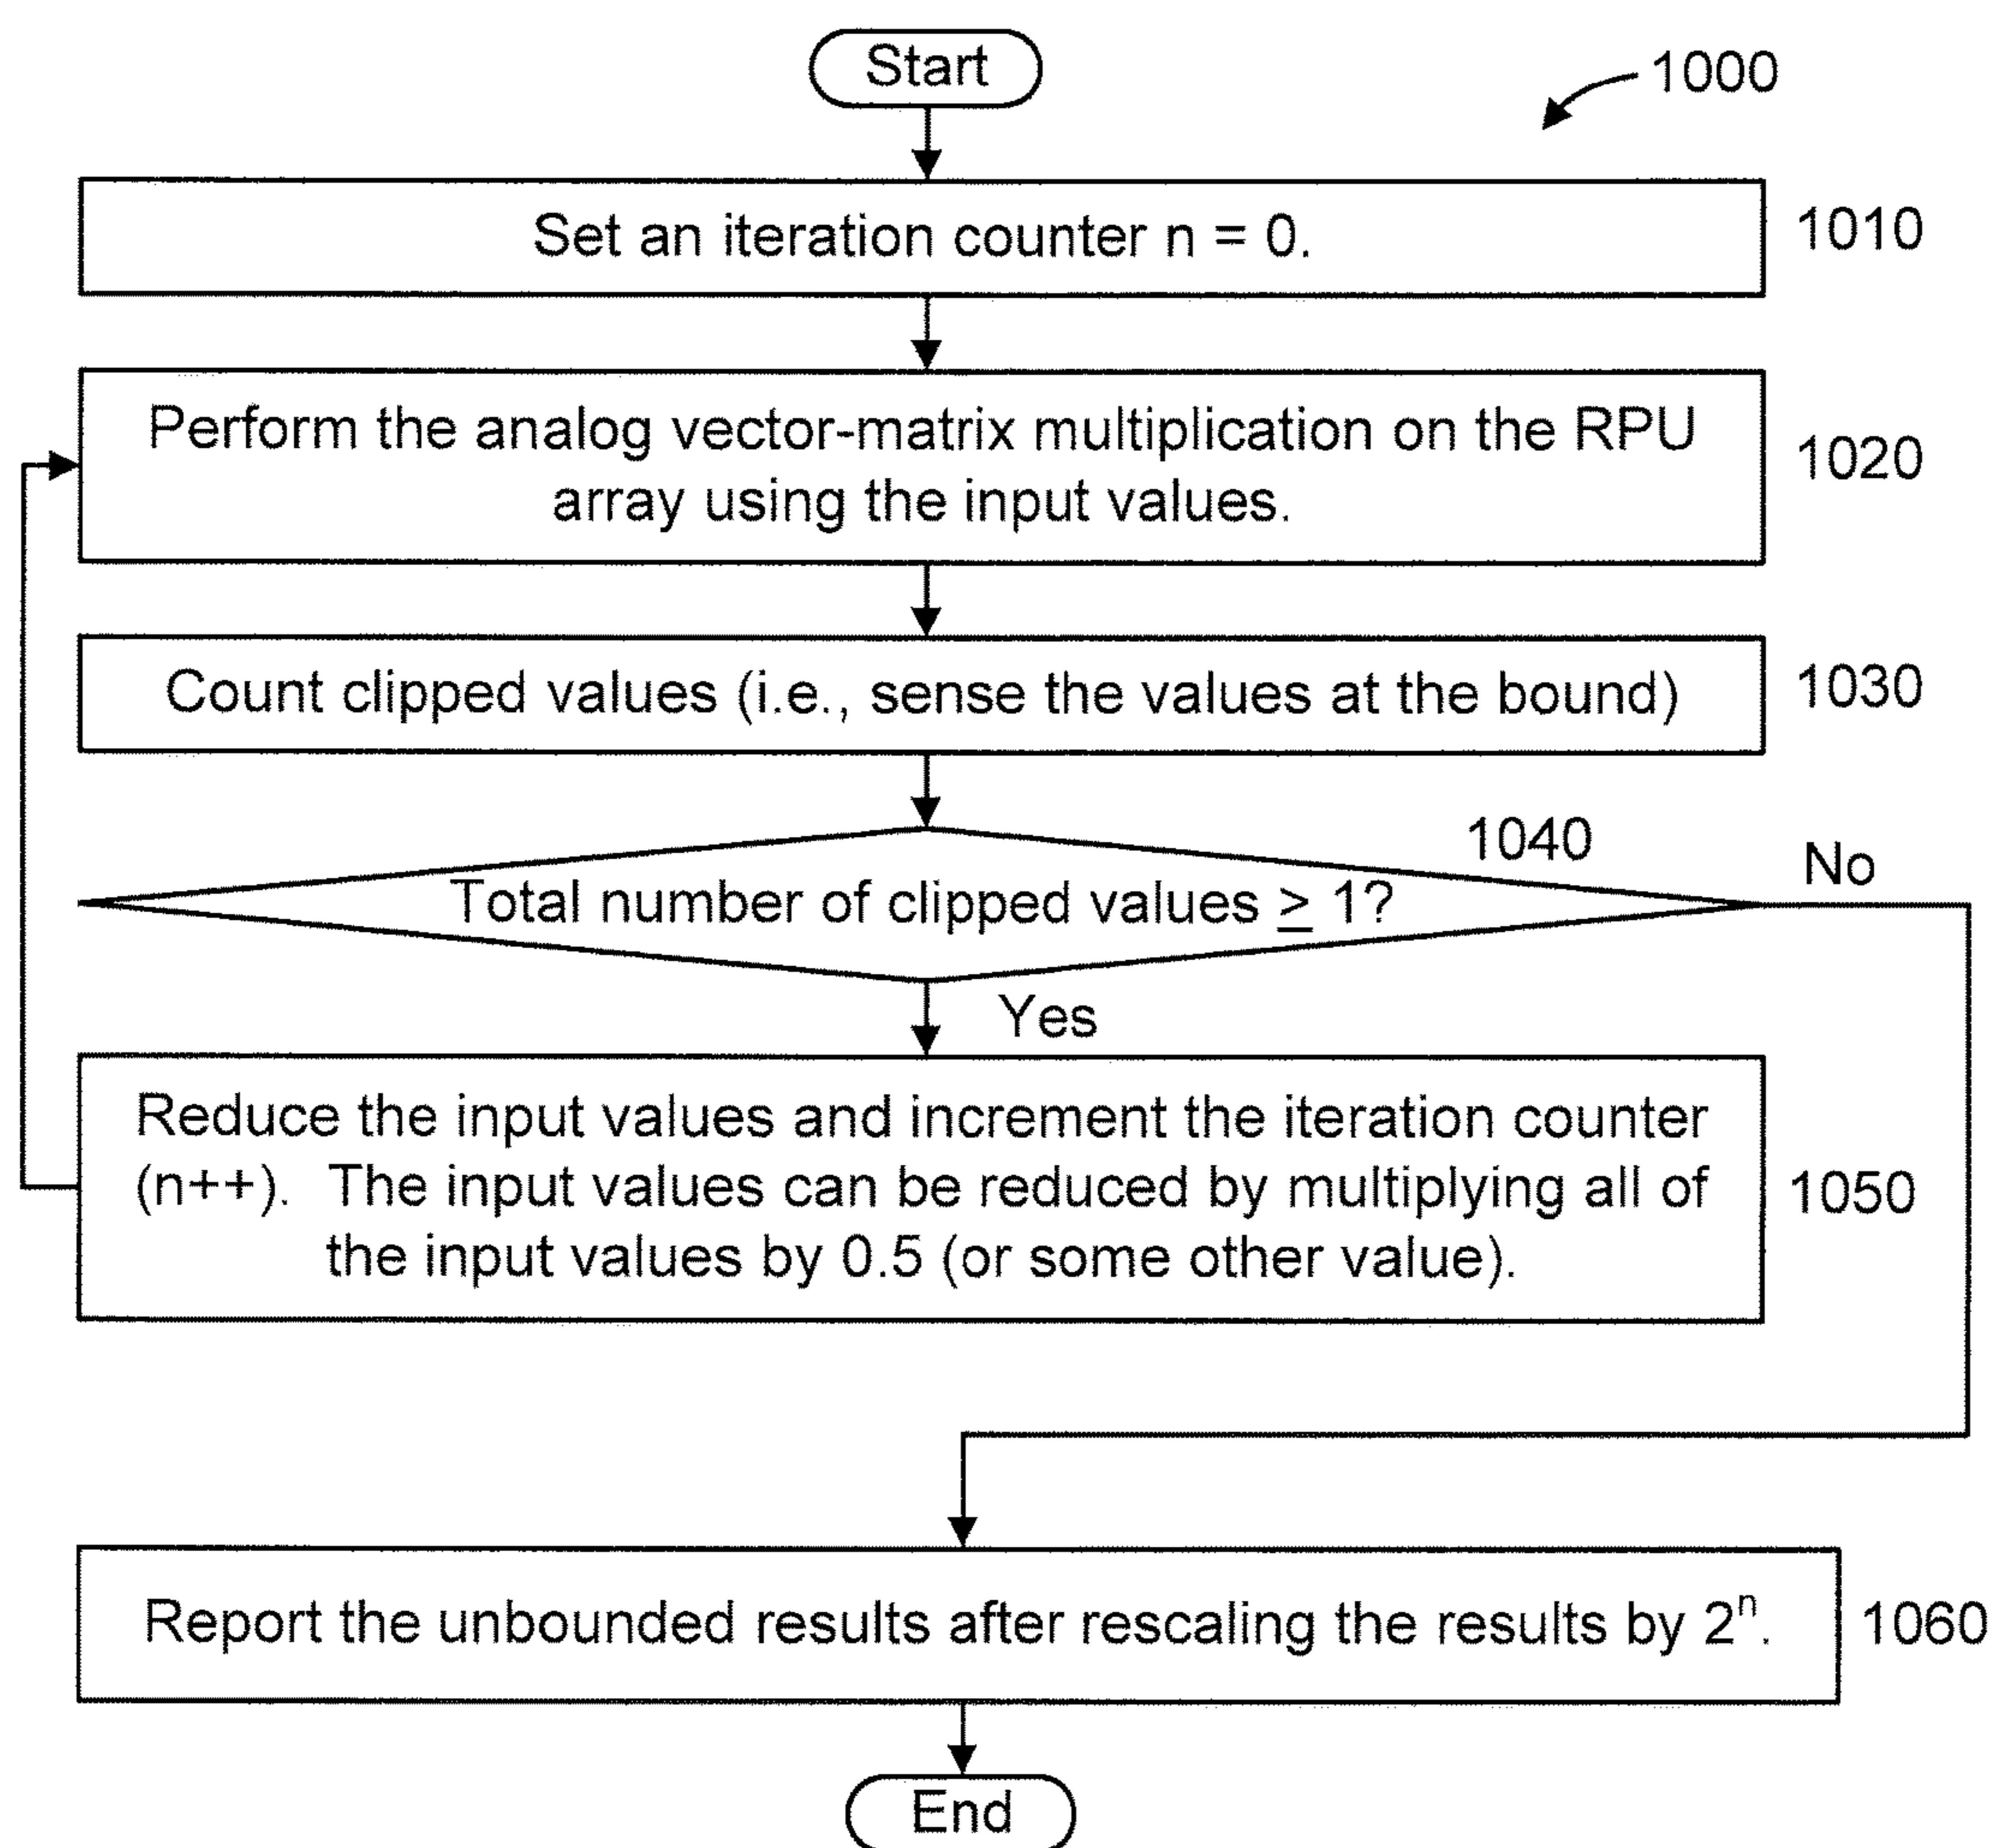 Start
1000
Set an iteration counter n = 0.
1010
Perform the analog vector-matrix multiplication on the RPU
array using the input values.
1020
Count clipped values (i.e., sense the values at the bound)
1030
1040
No
Total number of clipped values ≥ 1?
Yes
Reduce the input values and increment the iteration counter
(n++). The input values can be reduced by multiplying all of
the input values by 0.5 (or some other value).
1050
Report the unbounded results after rescaling the results by 2ⁿ.
1060
End